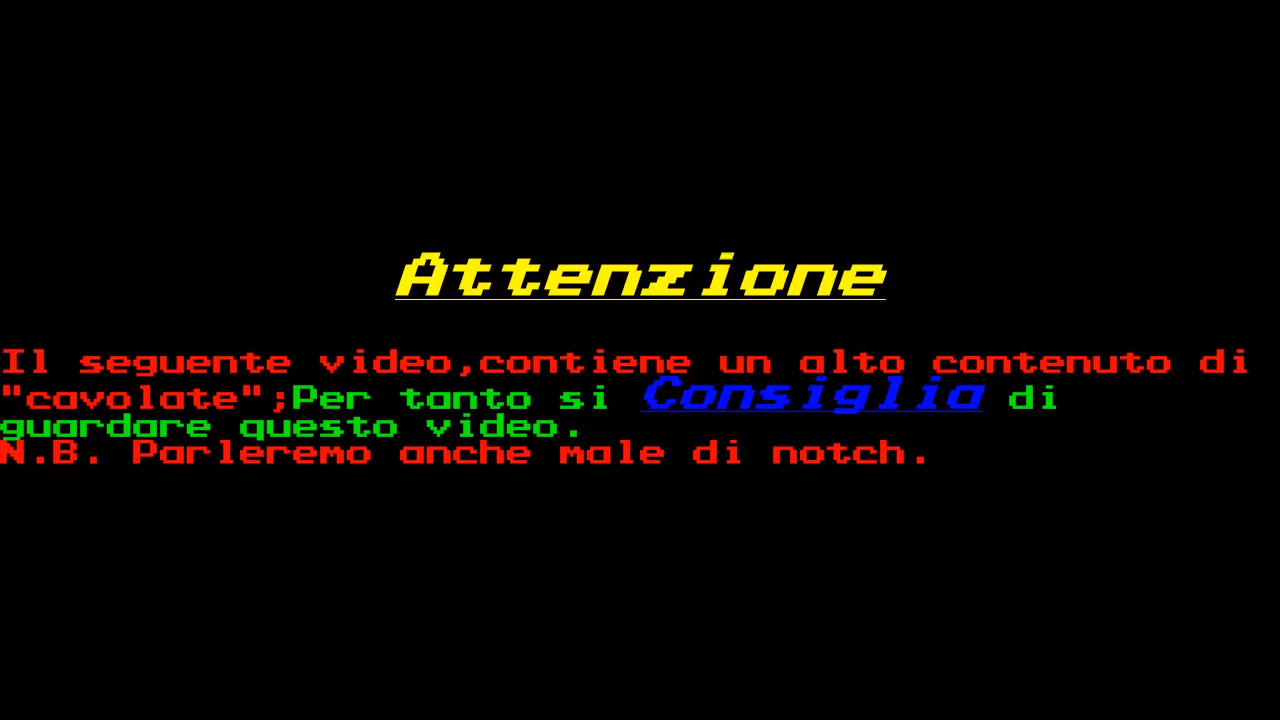 Attenzione
Il seguente video,contiene un alto contenuto di
"cavolate";Per tanto si Consiglia di
guardare questo video.
N.B. Parleremo anche male di notch.